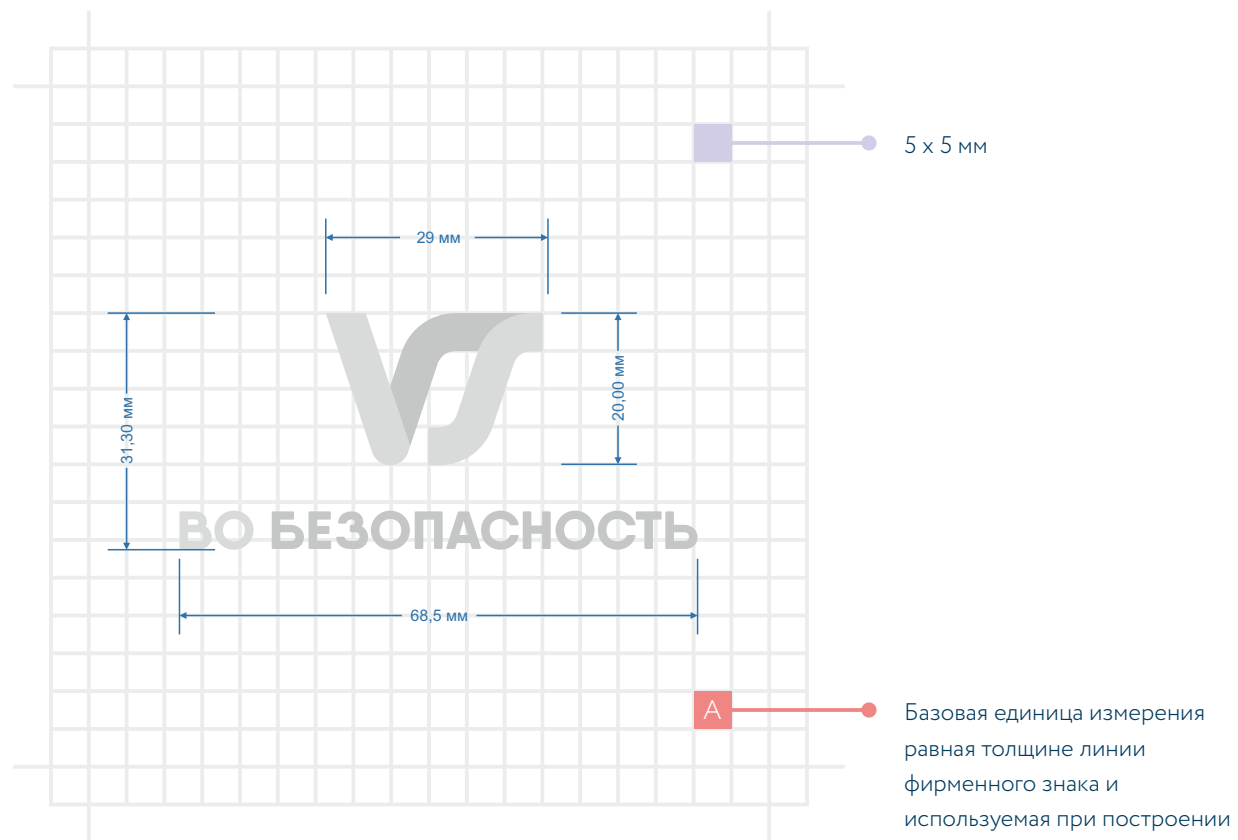 5 x 5 мм
29 мм
31,30 мм
20,00 мм
ВО БЕЗОПАСНОСТЬ
68,5 мм
А
Базовая единица измерения
равная толщине линии
фирменного знака и
используемая при построении